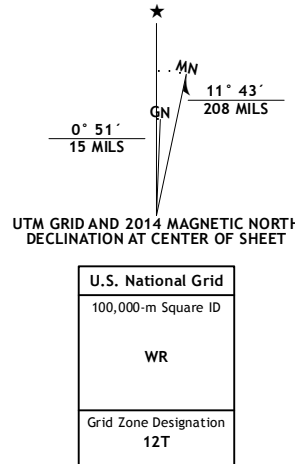 MN
GN
11° 43´
208 MILS
0° 51´
15 MILS
UTM GRID AND 2014 MAGNETIC NORTH
DECLINATION AT CENTER OF SHEET
U.S. National Grid
100,000-m Square ID
WR
Grid Zone Designation
12T